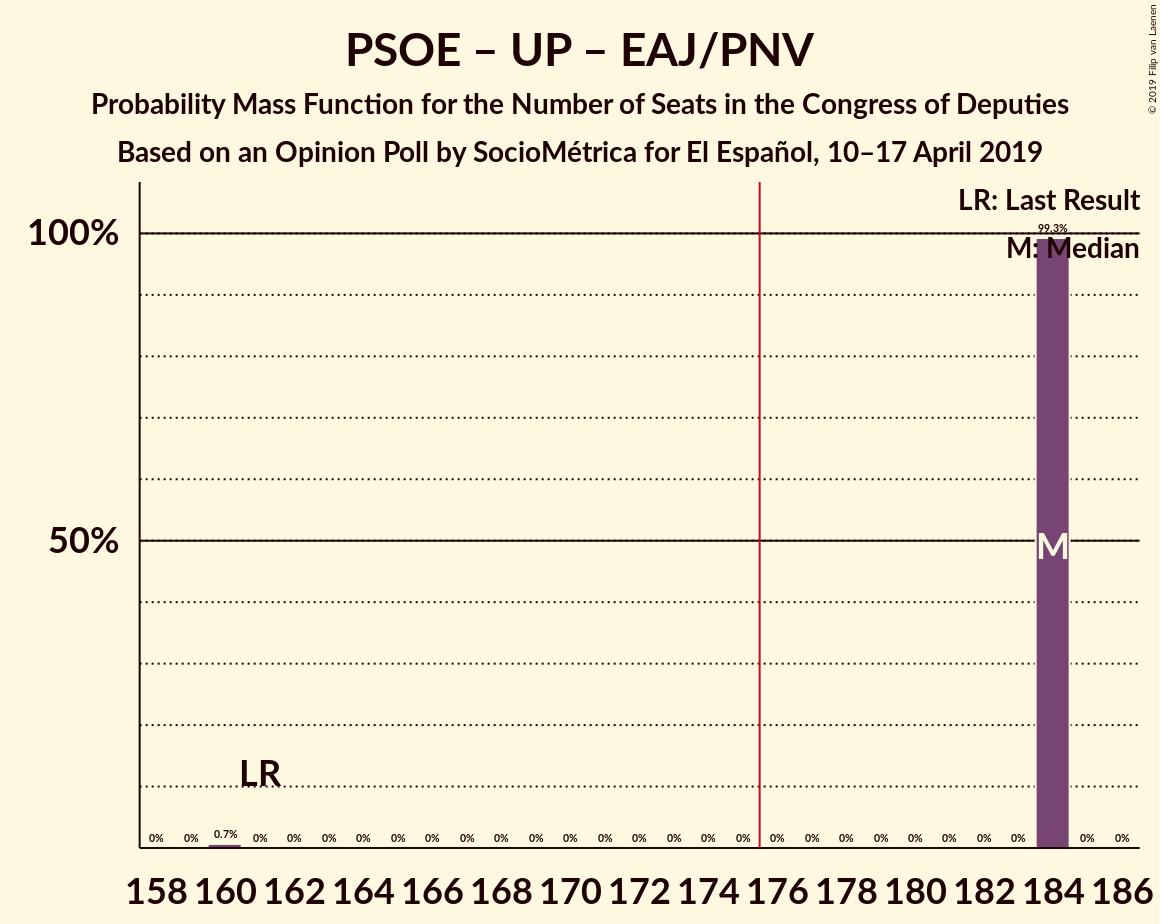 PSOE – UP – EAJ/PNV
Probability Mass Function for the Number of Seats in the Congress of Deputies
Based on an Opinion Poll by SocioMétrica for El Español, 10–17 April 2019
© 2019 Filip van Laenen
LR: Last Result
M: Median
100%
50%
99.3%
M
LR
0% 0% 0.7% 0% 0% 0% 0% 0% 0% 0% 0% 0% 0% 0% 0% 0% 0% 0% 0% 0% 0% 0% 0% 0% 0% 0% 0% 0%
158 160 162 164 166 168 170 172 174 176 178 180 182 184 186